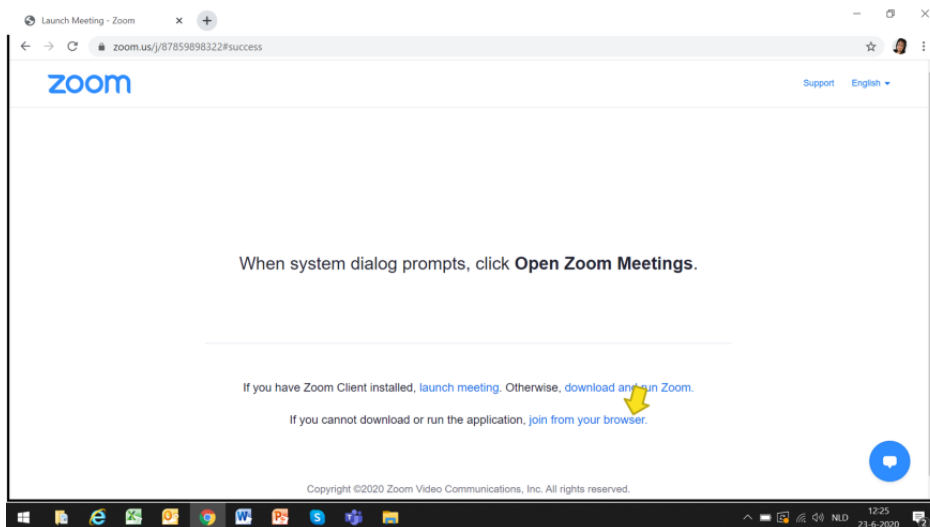 Launch Meeting - Zoom
zoom.us/j/87859898322#success
zoom
Support English
When system dialog prompts, click Open Zoom Meetings.
If you have Zoom Client installed, launch meeting. Otherwise, download and run Zoom.
If you cannot download or run the application, join from your browser.
Copyright ©2020 Zoom Video Communications, Inc. All rights reserved.
NLD
12:25
23-6-2020